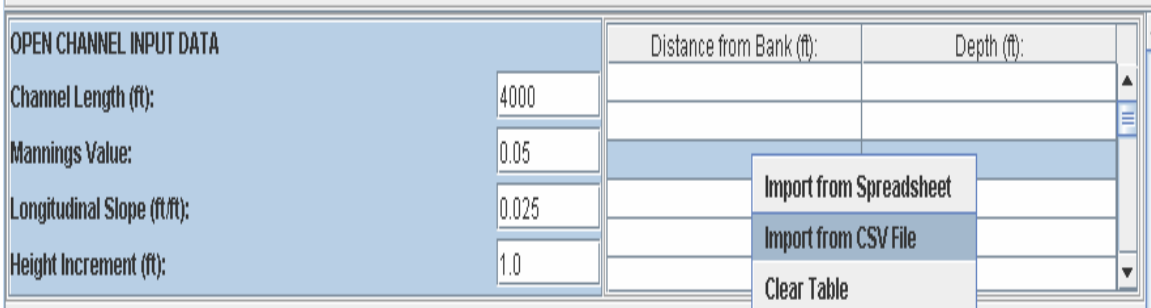 OPEN CHANNEL INPUT DATA
Channel Length (ft):
4000
Mannings Value:
0.05
Longitudinal Slope (ft/ft):
0.025
Height Increment (ft):
1.0
Distance from Bank (ft):
Depth (ft):
Import from Spreadsheet
Import from CSV File
Clear Table